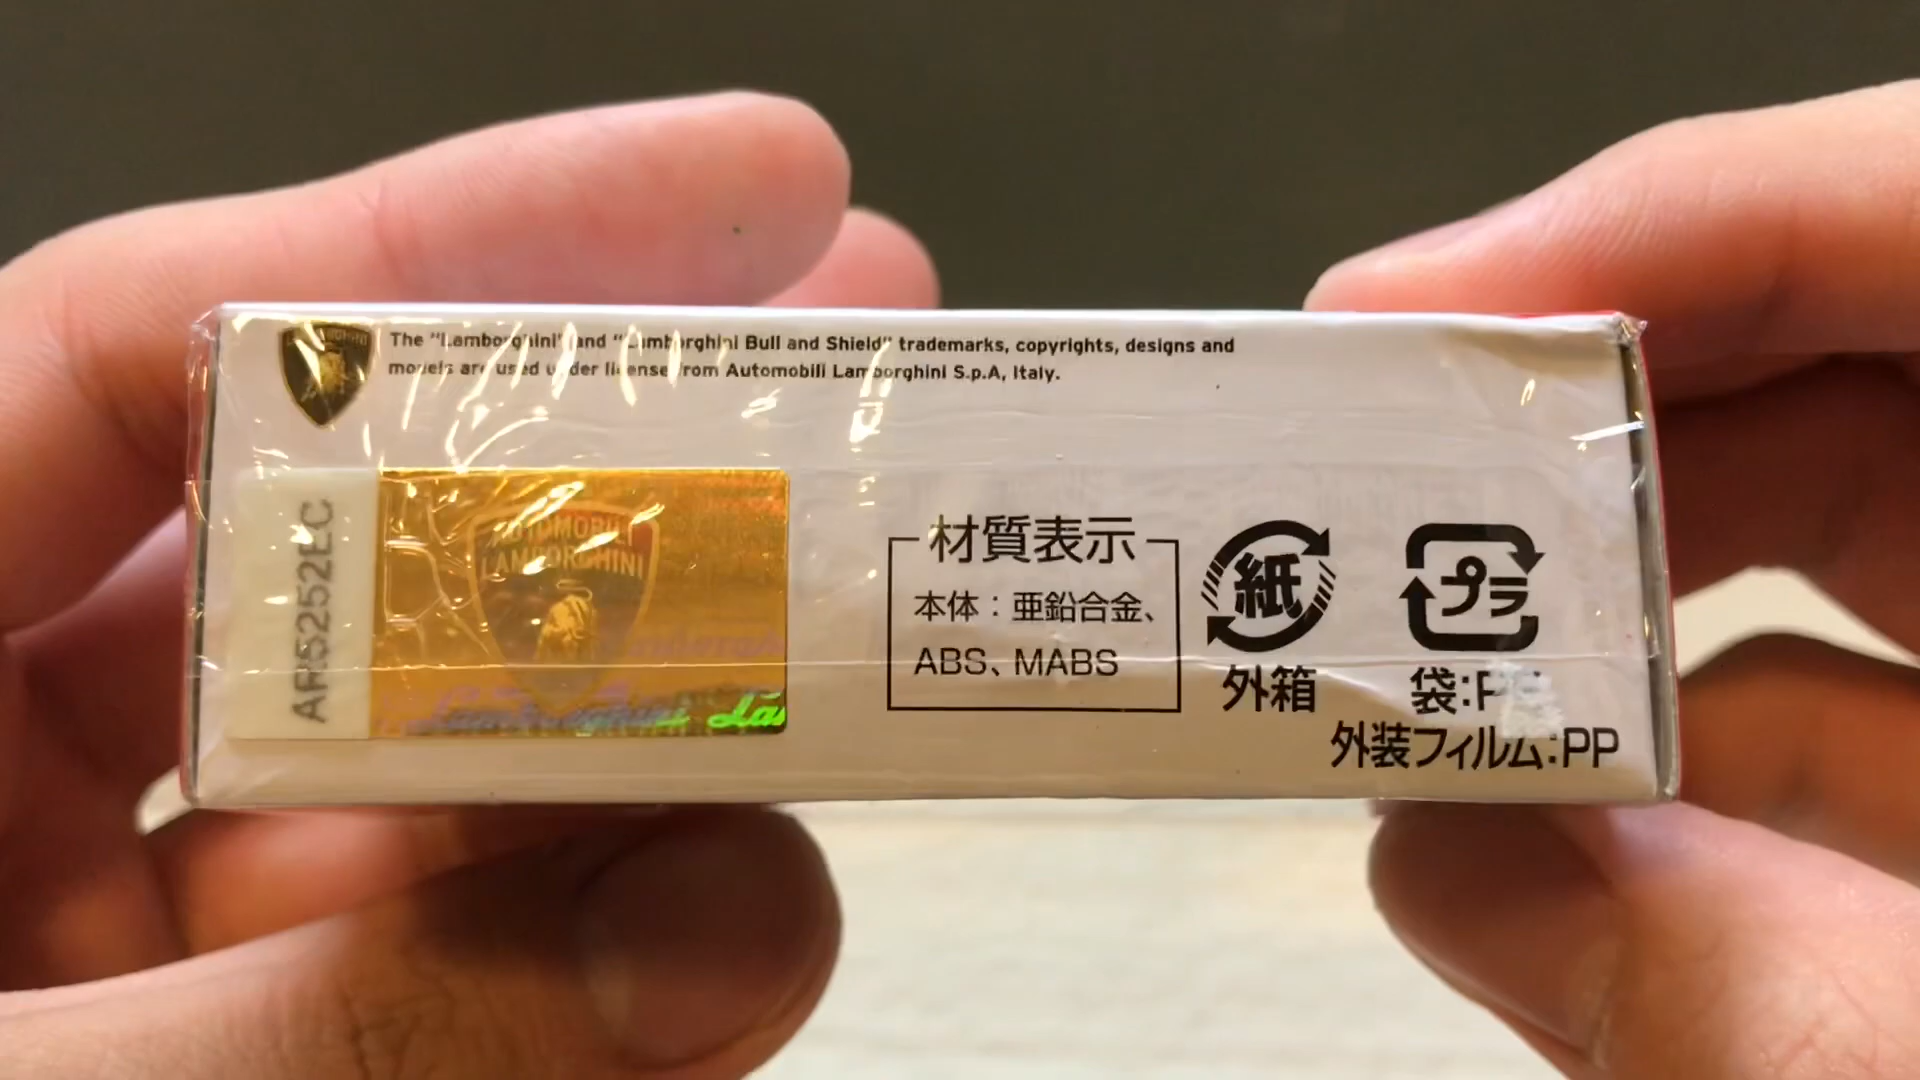 The "Lamborghini" and "Lamborghini Bull and Shield" trademarks, copyrights, designs and
models are used under license from Automobili Lamborghini S.p.A, Italy.
AR5252EC
AUTOMOBILI
LAMBORGHINI
Lamborghini
材質表示
本体:亜鉛合金、
ABS、MABS
紙
外箱
プラ
袋:
外装フィルム:PP